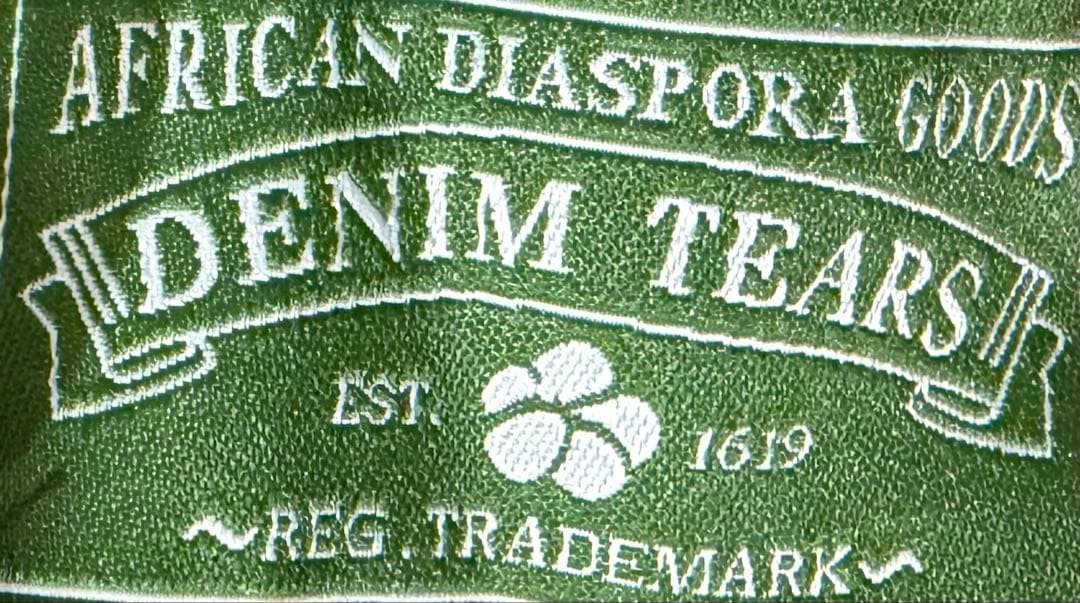 AFRICAN DIASPORA GOODS
DENIM TEARS
EST. 1619
~REG. TRADEMARK~